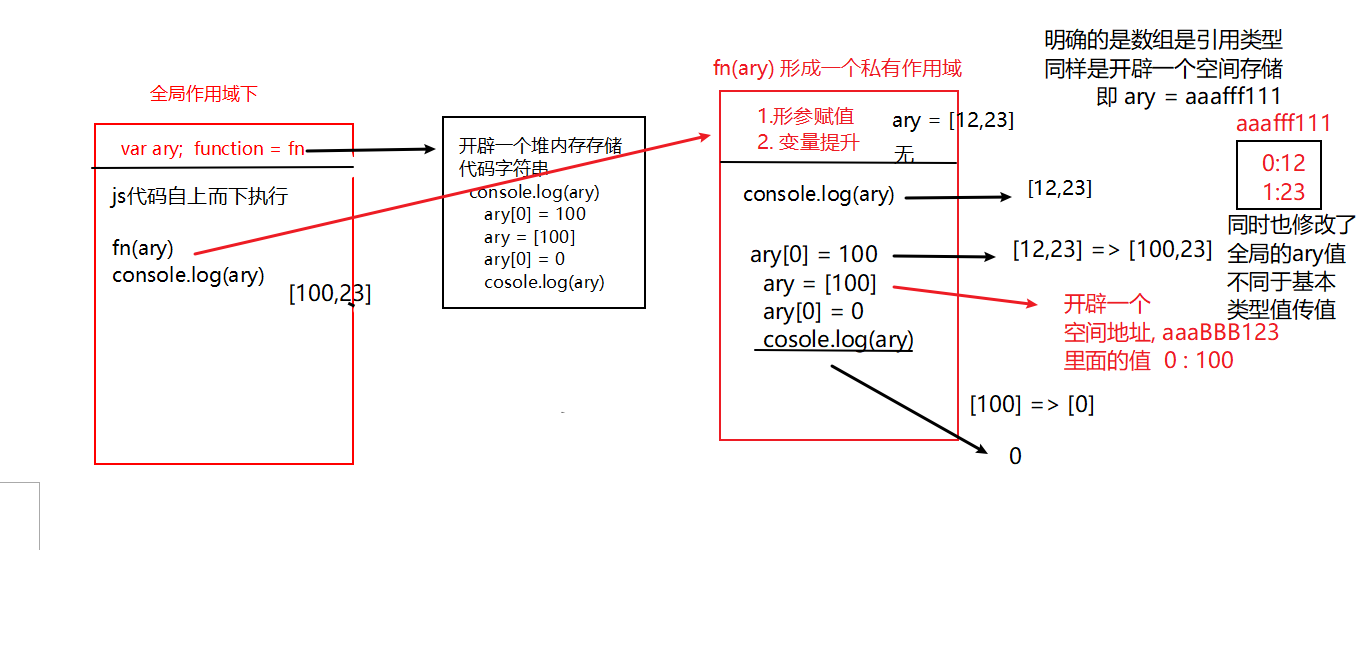 全局作用域下
var ary;  function = fn
js代码自上而下执行
fn(ary)
console.log(ary)
[100,23]
开辟一个堆内存存储
代码字符串
console.log(ary)
ary[0] = 100
ary = [100]
ary[0] = 0
cosole.log(ary)
fn(ary) 形成一个私有作用域
1.形参赋值
ary = [12,23]
2. 变量提升
无
console.log(ary)
[12,23]
ary[0] = 100
[12,23] => [100,23]
ary = [100]
ary[0] = 0
cosole.log(ary)
开辟一个
空间地址, aaaBBB123
里面的值  0 : 100
[100] => [0]
0
明确的是数组是引用类型
同样是开辟一个空间存储
即 ary = aaafff111
aaafff111
0:12
1:23
同时也修改了
全局的ary值
不同于基本
类型值传值